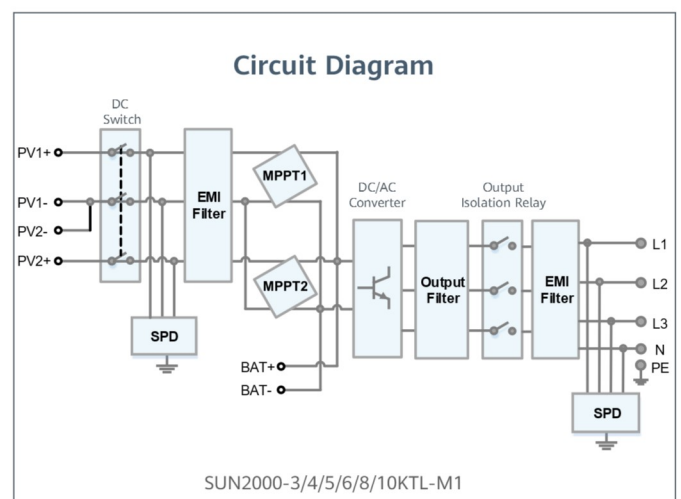 Circuit Diagram
DC
Switch
PV1+
PV1-
PV2-
PV2+
EMI
Filter
MPPT1
MPPT2
SPD
BAT+
BAT-
DC/AC
Converter
Output
Filter
Output
Isolation Relay
EMI
Filter
L1
L2
L3
N
PE
SPD
SUN2000-3/4/5/6/8/10KTL-M1